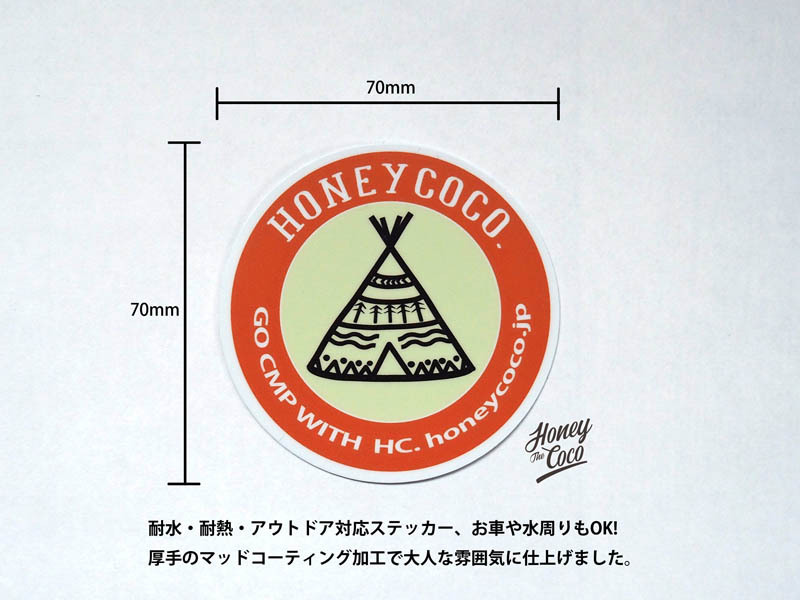 70mm
70mm
HONEYCOCO.
GO CMP WITH HC. honeycoco.jp
Honey
The Coco
耐水・耐熱・アウトドア対応ステッカー、お車や水周りもOK!
厚手のマッドコーティング加工で大人な雰囲気に仕上げました。